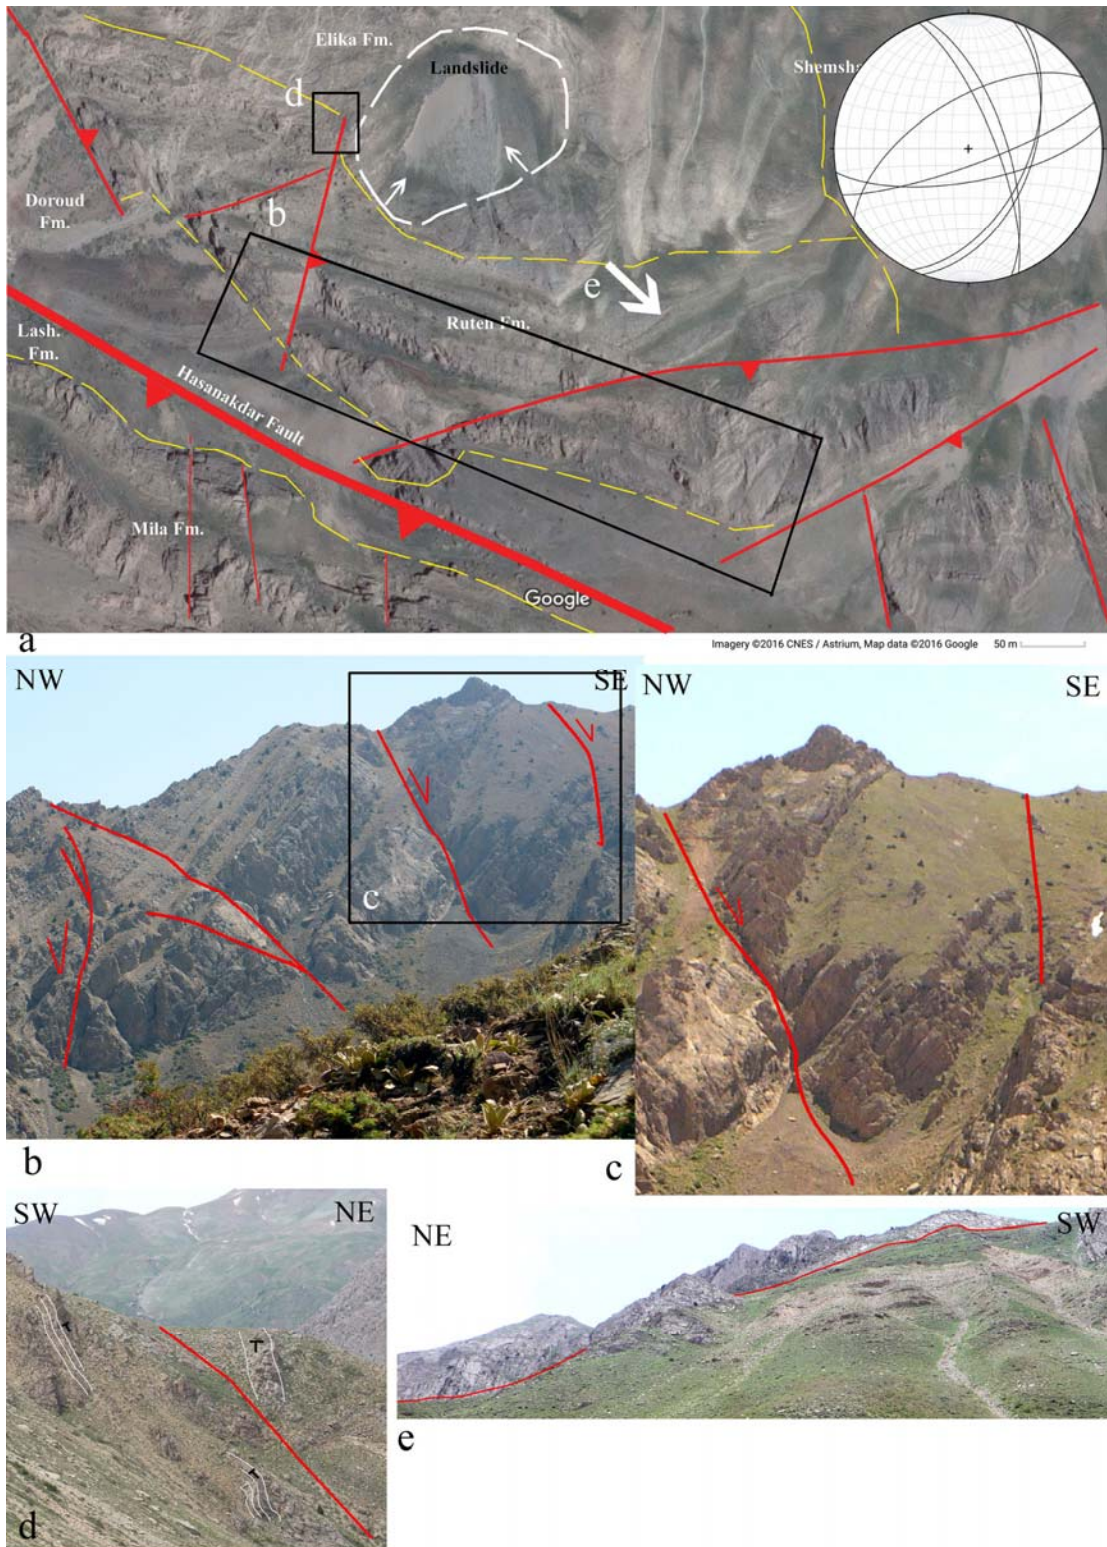 Elika Fm.
Landslide
Shemsha
d
Doroud
Fm.
b
e
Ruten Fm.
Lash.
Fm.
Hasanakdar Fault
Mila Fm.
Google
a
Imagery ©2016 CNES / Astrium, Map data ©2016 Google 50 m
NW
SE
NW
SE
c
b
c
SW
NE
NE
SW
d
e